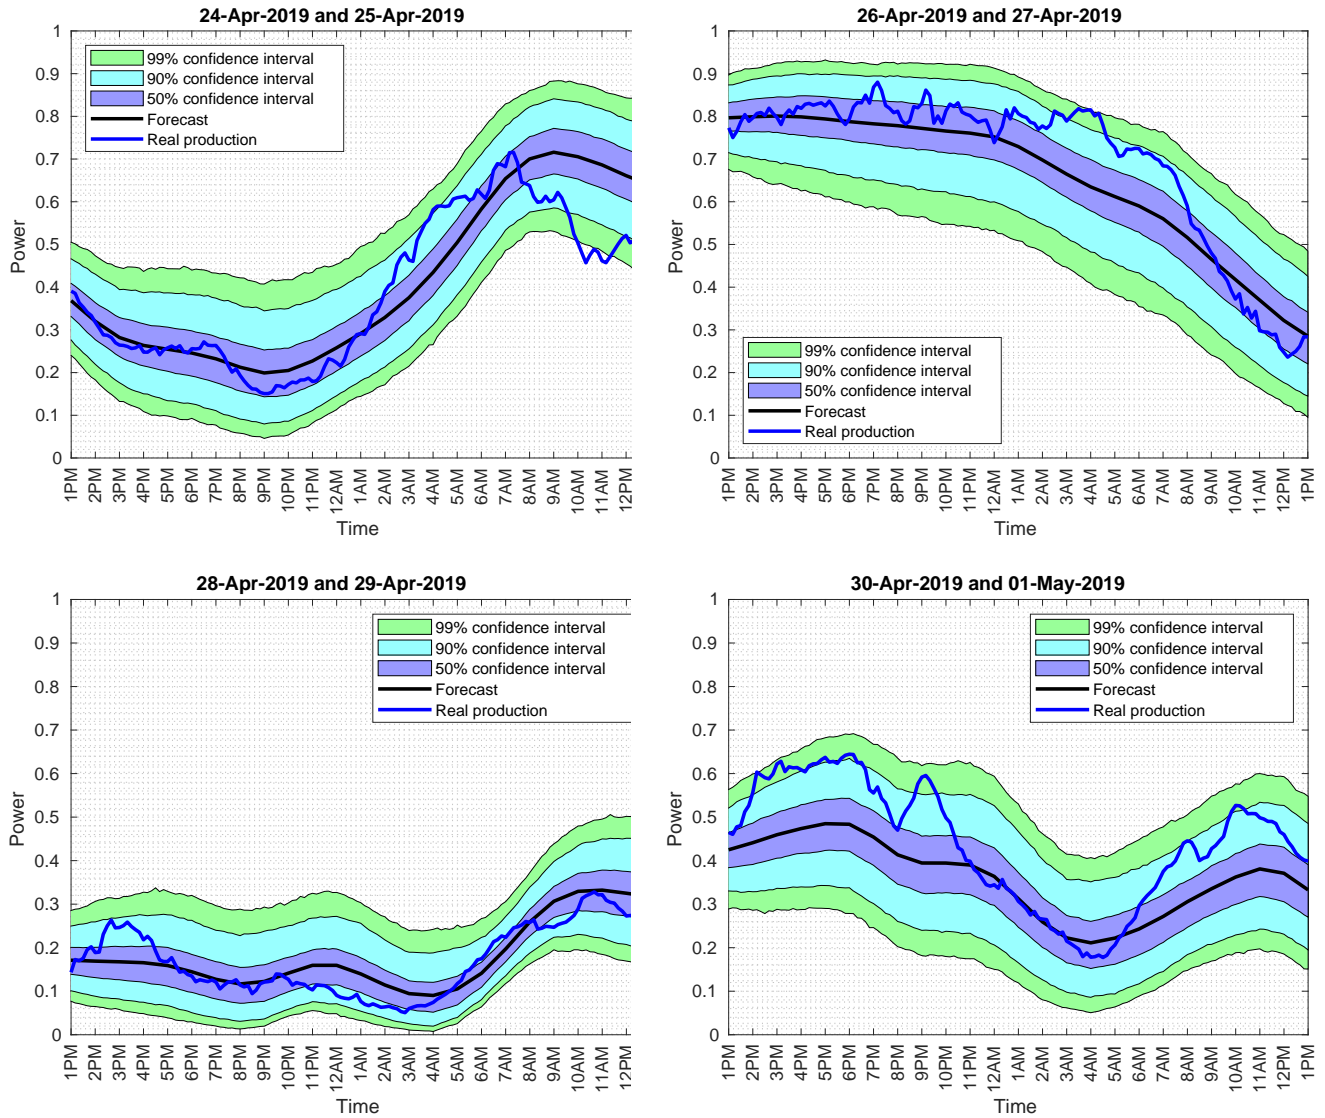 24-Apr-2019 and 25-Apr-2019
1
0.9
0.8
0.7
0.6
0.5
0.4
0.3
0.2
0.1
0
Power
99% confidence interval
90% confidence interval
50% confidence interval
Forecast
Real production
1PM
2PM
3PM
4PM
5PM
6PM
7PM
8PM
9PM
10PM
11PM
12AM
1AM
2AM
3AM
4AM
5AM
6AM
7AM
8AM
9AM
10AM
11AM
12PM
Time
26-Apr-2019 and 27-Apr-2019
1
0.9
0.8
0.7
0.6
0.5
0.4
0.3
0.2
0.1
0
Power
99% confidence interval
90% confidence interval
50% confidence interval
Forecast
Real production
1PM
2PM
3PM
4PM
5PM
6PM
7PM
8PM
9PM
10PM
11PM
12AM
1AM
2AM
3AM
4AM
5AM
6AM
7AM
8AM
9AM
10AM
11AM
12PM
1PM
Time
28-Apr-2019 and 29-Apr-2019
1
0.9
0.8
0.7
0.6
0.5
0.4
0.3
0.2
0.1
0
Power
99% confidence interval
90% confidence interval
50% confidence interval
Forecast
Real production
1PM
2PM
3PM
4PM
5PM
6PM
7PM
8PM
9PM
10PM
11PM
12AM
1AM
2AM
3AM
4AM
5AM
6AM
7AM
8AM
9AM
10AM
11AM
12PM
Time
30-Apr-2019 and 01-May-2019
1
0.9
0.8
0.7
0.6
0.5
0.4
0.3
0.2
0.1
0
Power
99% confidence interval
90% confidence interval
50% confidence interval
Forecast
Real production
1PM
2PM
3PM
4PM
5PM
6PM
7PM
8PM
9PM
10PM
11PM
12AM
1AM
2AM
3AM
4AM
5AM
6AM
7AM
8AM
9AM
10AM
11AM
12PM
1PM
Time